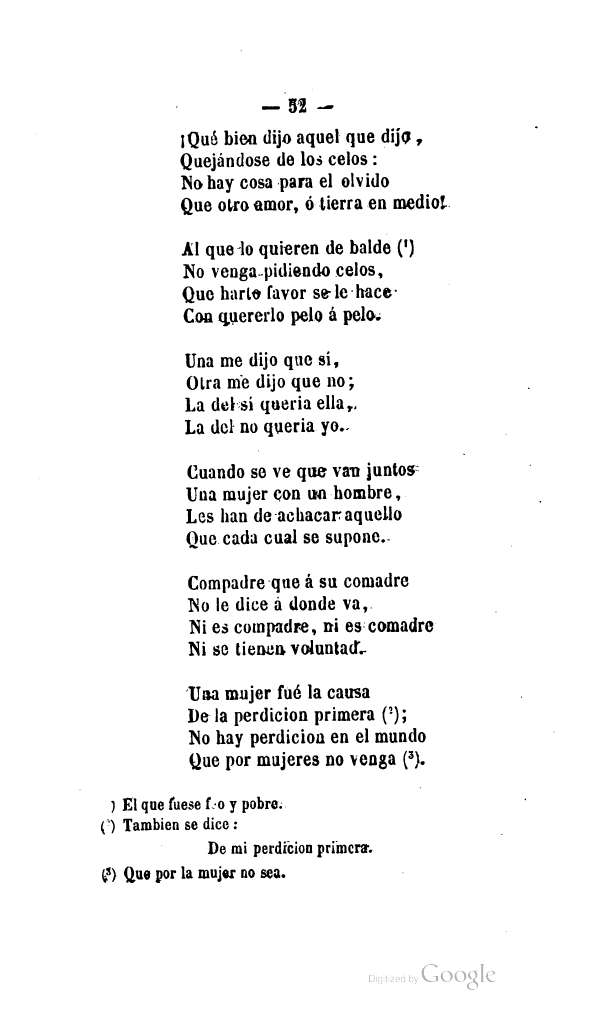 — 52 —
¡Qué bien dijo aquel que dijo,
Quejándose de los celos:
No hay cosa para el olvido
Que otro amor, ó tierra en medio!
Al que lo quieren de balde (¹)
No venga pidiendo celos,
Que harto favor se le hace
Con quererlo pelo á pelo.
Una me dijo que sí,
Otra me dijo que no;
La del si queria ella,
La del no queria yo.
Cuando se ve que van juntos
Una mujer con un hombre,
Les han de achacar aquello
Que cada cual se supone.
Compadre que á su comadre
No le dice á donde va,
Ni es compadre, ni es comadre
Ni se tienen voluntad.
Una mujer fué la causa
De la perdicion primera (²);
No hay perdicion en el mundo
Que por mujeres no venga (³).
) El que fuese feo y pobre.
(²) Tambien se dice:
De mi perdicion primera.
(³) Que por la mujer no sea.
Digitized by Google